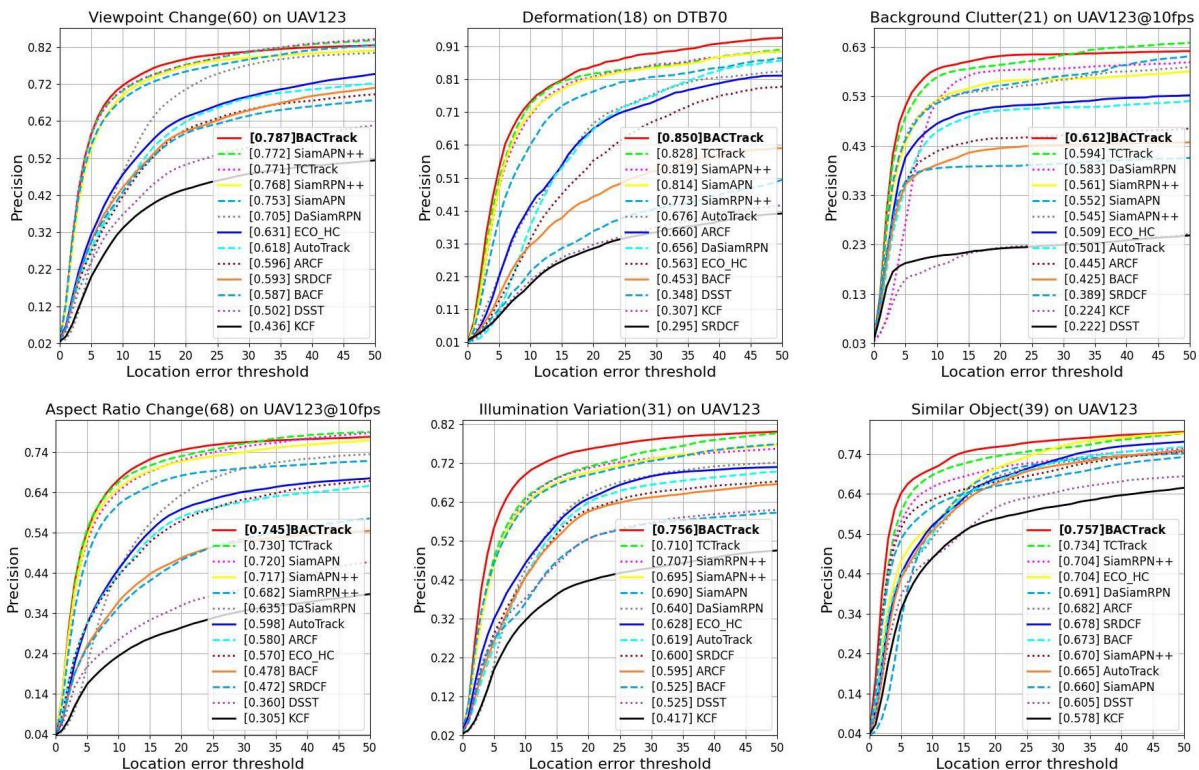 Viewpoint Change(60) on UAV123
Precision
0.82
0.72
0.62
0.52
0.42
0.32
0.22
0.12
0.02
[0.787]BACTrack
[0.772] SiamAPN++
[0.771] TCTrack
[0.768] SiamRPN++
[0.753] SiamAPN
[0.705] DaSiamRPN
[0.631] ECO_HC
[0.618] AutoTrack
[0.596] ARCF
[0.593] SRDCF
[0.587] BACF
[0.502] DSST
[0.436] KCF
0 5 10 15 20 25 30 35 40 45 50
Location error threshold
Deformation(18) on DTB70
Precision
0.91
0.81
0.71
0.61
0.51
0.41
0.31
0.21
0.11
0.01
[0.850]BACTrack
[0.828] TCTrack
[0.819] SiamAPN++
[0.814] SiamAPN
[0.773] SiamRPN++
[0.676] AutoTrack
[0.660] ARCF
[0.656] DaSiamRPN
[0.563] ECO_HC
[0.453] BACF
[0.348] DSST
[0.307] KCF
[0.295] SRDCF
0 5 10 15 20 25 30 35 40 45 50
Location error threshold
Background Clutter(21) on UAV123@10fps
Precision
0.63
0.53
0.43
0.33
0.23
0.13
0.03
[0.612]BACTrack
[0.594] TCTrack
[0.583] DaSiamRPN
[0.561] SiamRPN++
[0.552] SiamAPN
[0.545] SiamAPN++
[0.509] ECO_HC
[0.501] AutoTrack
[0.445] ARCF
[0.425] BACF
[0.389] SRDCF
[0.224] KCF
[0.222] DSST
0 5 10 15 20 25 30 35 40 45 50
Location error threshold
Aspect Ratio Change(68) on UAV123@10fps
Precision
0.74
0.64
0.54
0.44
0.34
0.24
0.14
0.04
[0.745]BACTrack
[0.730] TCTrack
[0.720] SiamAPN
[0.717] SiamAPN++
[0.682] SiamRPN++
[0.635] DaSiamRPN
[0.598] AutoTrack
[0.580] ARCF
[0.570] ECO_HC
[0.478] BACF
[0.472] SRDCF
[0.360] DSST
[0.305] KCF
0 5 10 15 20 25 30 35 40 45 50
Location error threshold
Illumination Variation(31) on UAV123
Precision
0.82
0.72
0.62
0.52
0.42
0.32
0.22
0.12
0.02
[0.756]BACTrack
[0.710] TCTrack
[0.707] SiamRPN++
[0.695] SiamAPN++
[0.690] SiamAPN
[0.640] DaSiamRPN
[0.628] ECO_HC
[0.619] AutoTrack
[0.600] SRDCF
[0.595] ARCF
[0.525] BACF
[0.525] DSST
[0.417] KCF
0 5 10 15 20 25 30 35 40 45 50
Location error threshold
Similar Object(39) on UAV123
Precision
0.74
0.64
0.54
0.44
0.34
0.24
0.14
0.04
[0.757]BACTrack
[0.734] TCTrack
[0.704] SiamRPN++
[0.704] ECO_HC
[0.691] DaSiamRPN
[0.682] ARCF
[0.678] SRDCF
[0.673] BACF
[0.670] SiamAPN++
[0.665] AutoTrack
[0.660] SiamAPN
[0.605] DSST
[0.578] KCF
0 5 10 15 20 25 30 35 40 45 50
Location error threshold